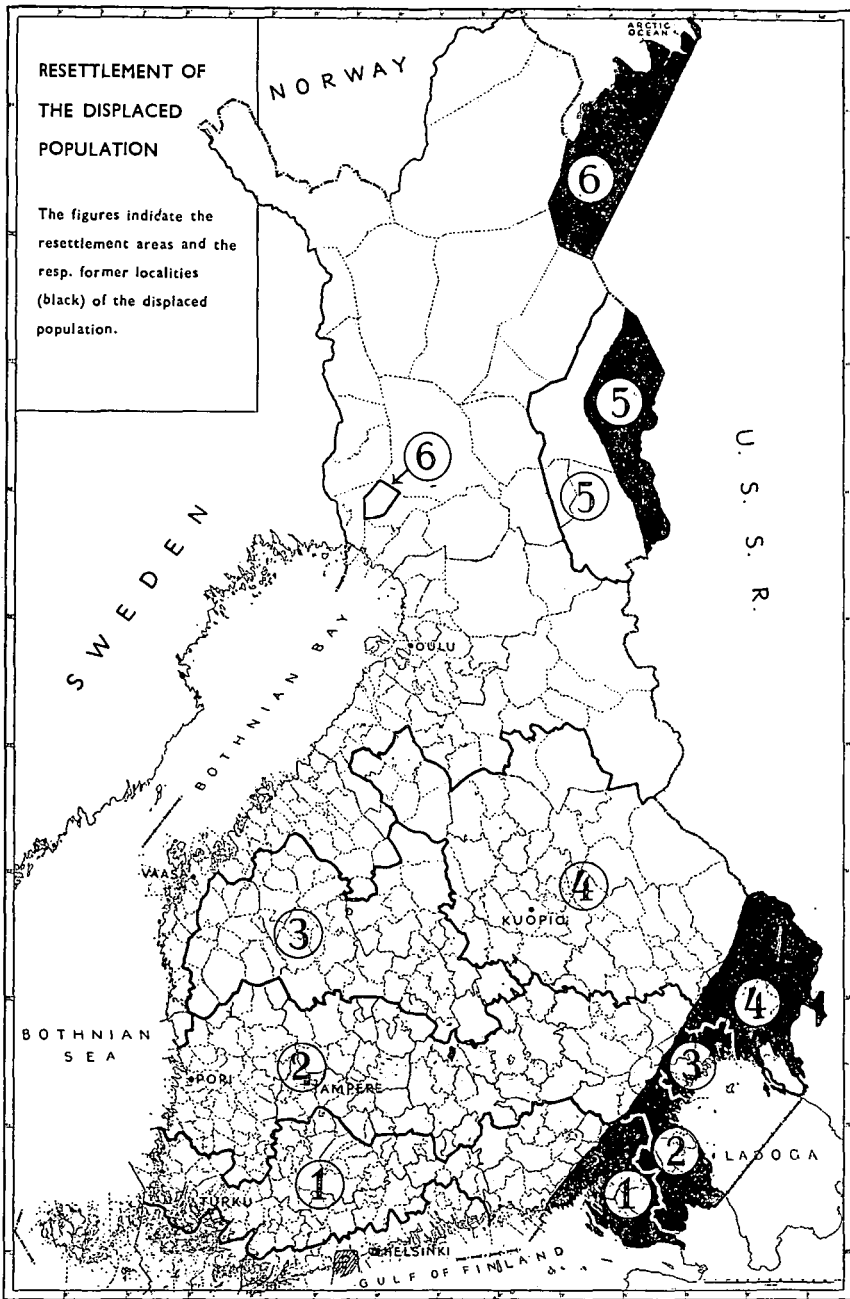 RESETTLEMENT OF
THE DISPLACED
POPULATION
The figures indidate the
resettlement areas and the
resp. former localities
(black) of the displaced
population.
ARCTIC
OCEAN
NORWAY
6
5
6
5
U. S. S. R.
SWEDEN
BOTHNIAN BAY
OULU
VAAS
4
KUOPIO
3
4
BOTHNIAN
SEA
3
2
PORI
TAMPERE
2
LADOGA
1
1
TURKU
HELSINKI
GULF OF FINLAND